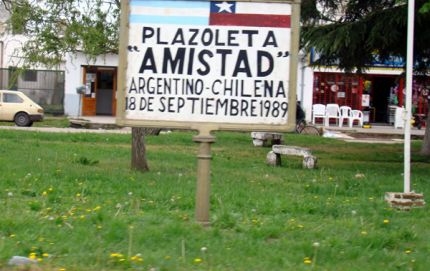 PLAZOLETA
"AMISTAD"
ARGENTINO-CHILENA
18 DE SEPTIEMBRE 1989